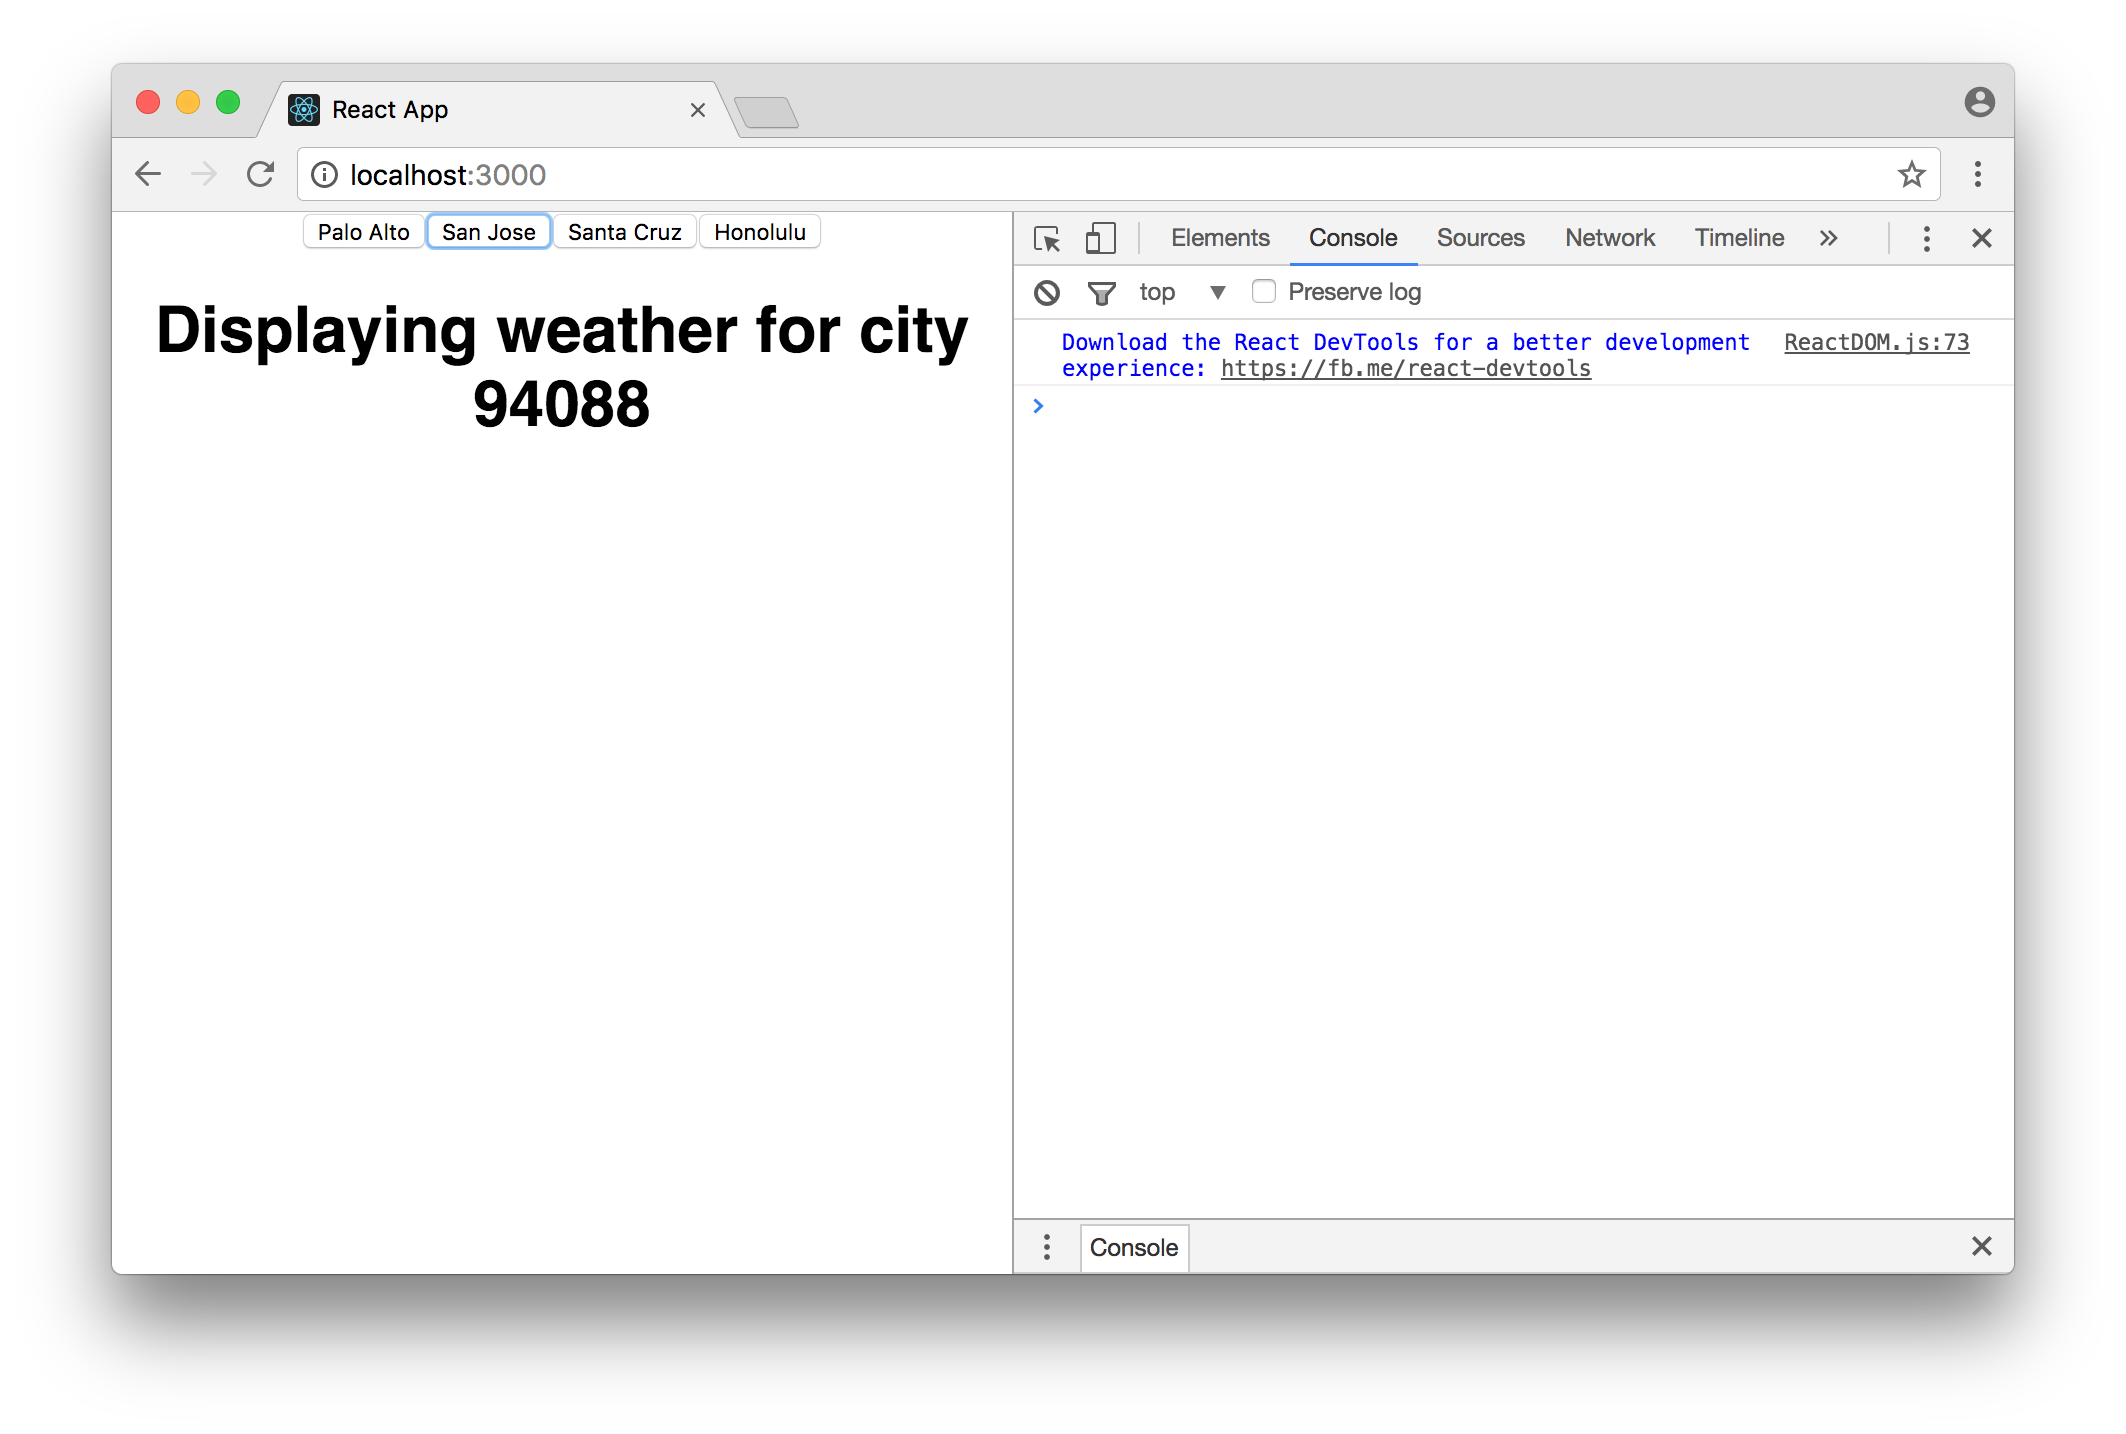 React App
localhost:3000
Palo Alto San Jose Santa Cruz Honolulu
Displaying weather for city
94088
Elements Console Sources Network Timeline
top Preserve log
Download the React DevTools for a better development ReactDOM.js:73
experience: https://fb.me/react-devtools
Console